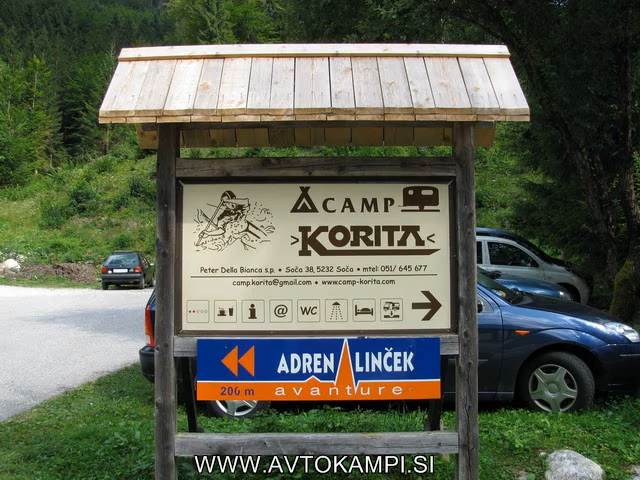 CAMP
>KORITA<
Peter Della Bianca s.p. • Soča 38, 5232 Soča • mtel: 051/ 645 677
camp.korita@gmail.com • www.camp-korita.com
i @ WC
ADRENALINČEK
200 m avanture
WWW.AVTOKAMPI.SI